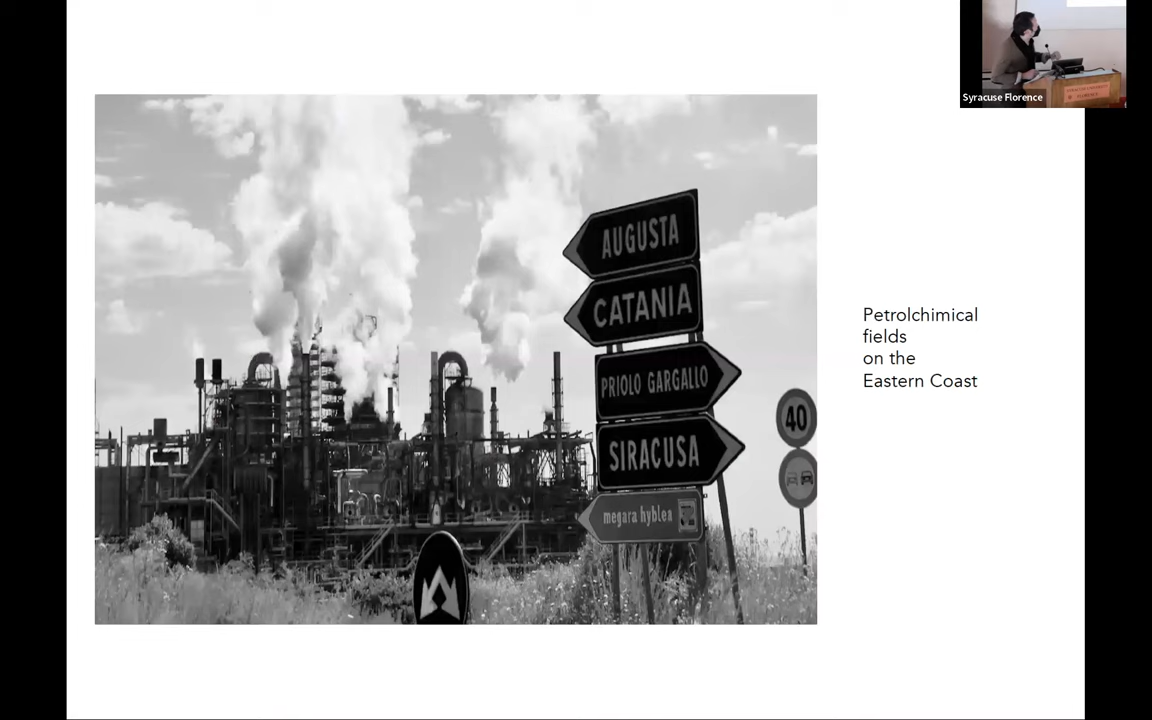 Syracuse Florence
AUGUSTA
CATANIA
PRIOLO GARGALLO
SIRACUSA
megara hyblea
40
Petrolchimical
fields
on the
Eastern Coast